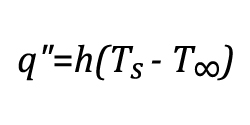 q"=h(Tₛ - T∞)